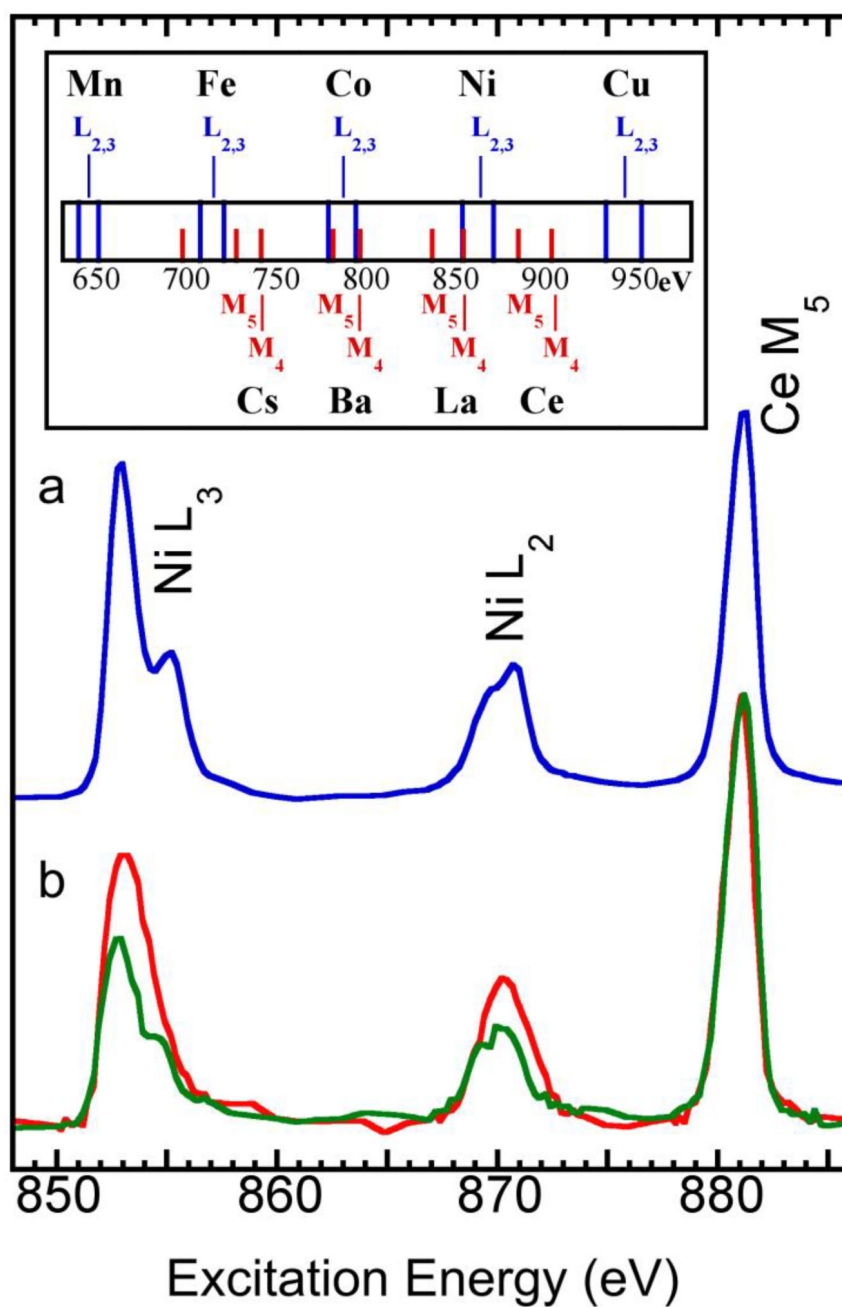 Mn Fe Co Ni Cu
L2,3 L2,3 L2,3 L2,3 L2,3
650 700 750 800 850 900 950eV
M5 M5 M5 M5
M4 M4 M4 M4
Cs Ba La Ce
Ce M5
a
Ni L3
Ni L2
b
850 860 870 880
Excitation Energy (eV)